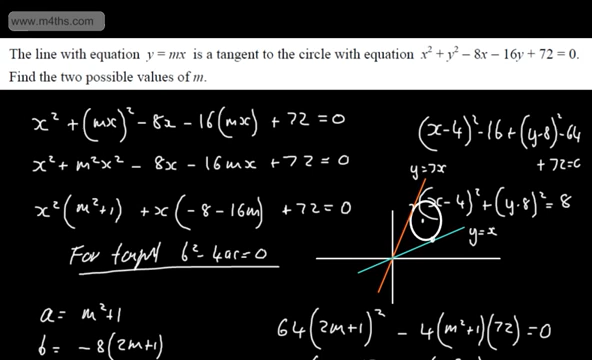 www.m4ths.com
The line with equation y = mx is a tangent to the circle with equation x² + y² − 8x − 16y + 72 = 0.
Find the two possible values of m.
x² + (mx)² − 8x − 16(mx) + 72 = 0
x² + m²x² − 8x − 16mx + 72 = 0
x²(m²+1) + x(−8 − 16m) + 72 = 0
For tangent b² − 4ac = 0
a = m²+1
b = −8(2m+1)
(x−4)² − 16 + (y−8)² − 64
+ 72 = 0
y = 7x
(x−4)² + (y−8)² = 8
y = x
64(2m+1)² − 4(m²+1)(72) = 0